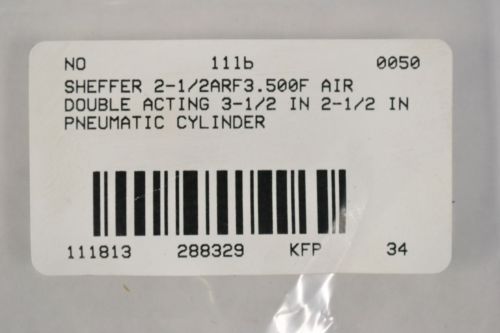 NO 11lb 0050
SHEFFER 2-1/2ARF3.500F AIR
DOUBLE ACTING 3-1/2 IN 2-1/2 IN
PNEUMATIC CYLINDER
111813 288329 KFP 34